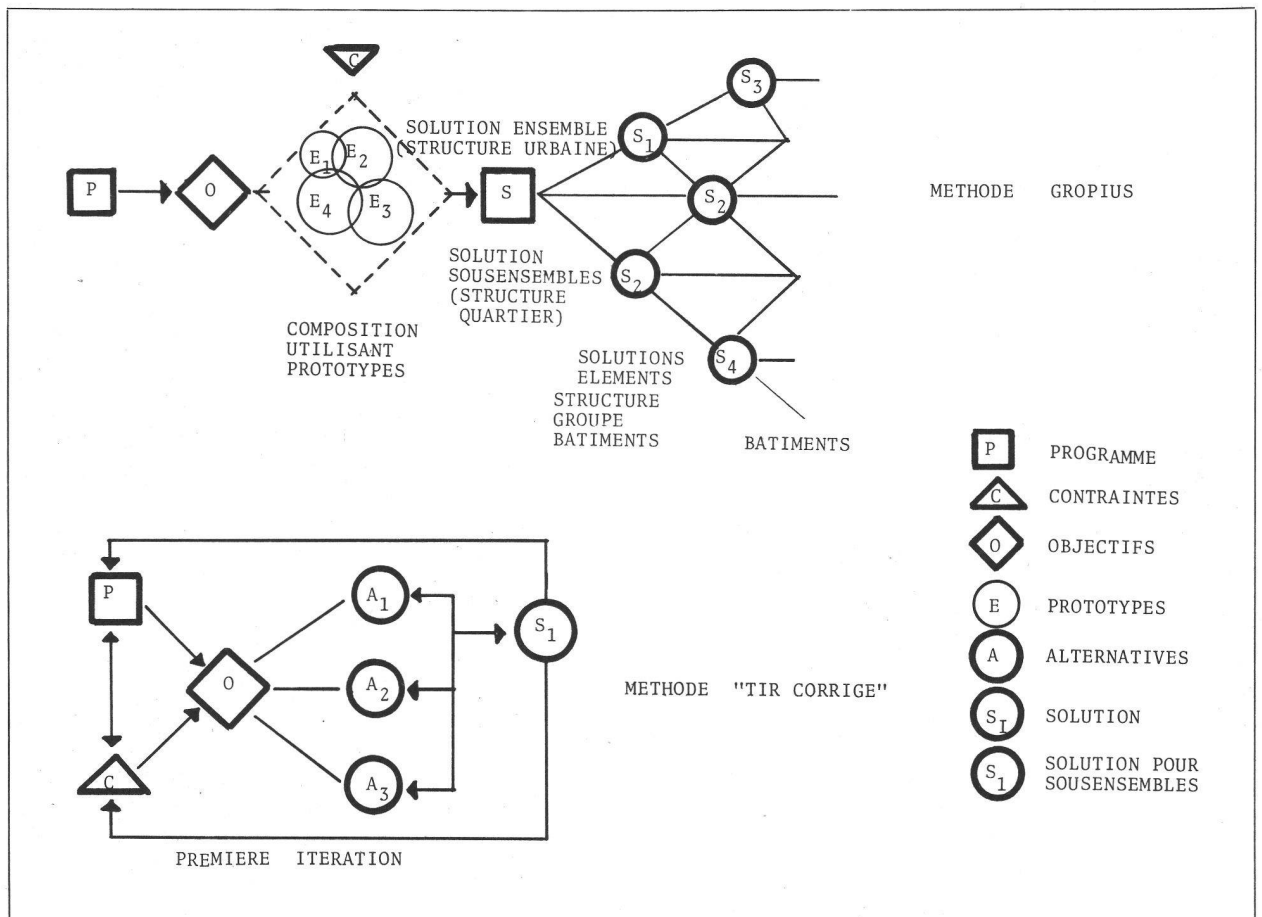 C
SOLUTION ENSEMBLE
(STRUCTURE URBAINE)
P
O
E1
E2
E4
E3
S
S1
S3
S2
S2
S4
METHODE GROPIUS
SOLUTION
SOUSENSEMBLES
(STRUCTURE
QUARTIER)
COMPOSITION
UTILISANT
PROTOTYPES
SOLUTIONS
ELEMENTS
STRUCTURE
GROUPE
BATIMENTS
BATIMENTS
P PROGRAMME
C CONTRAINTES
O OBJECTIFS
E PROTOTYPES
A ALTERNATIVES
SI SOLUTION
S1 SOLUTION POUR
SOUSENSEMBLES
P
C
O
A1
A2
A3
S1
METHODE "TIR CORRIGE"
PREMIERE ITERATION